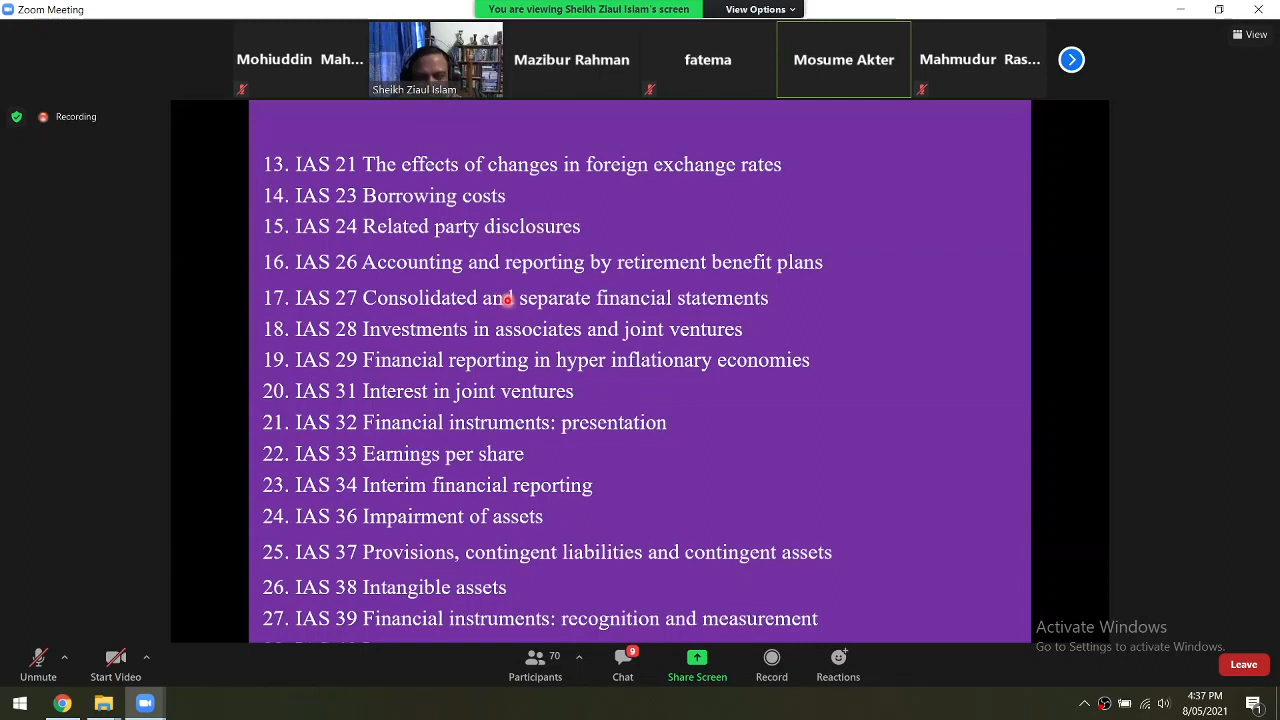 Zoom Meeting
You are viewing Sheikh Ziaul Islam's screen
View Options
View
Mohiuddin Mah...
Sheikh Ziaul Islam
Mazibur Rahman
fatema
Mosume Akter
Mahmudur Ras...
Recording
13. IAS 21 The effects of changes in foreign exchange rates
14. IAS 23 Borrowing costs
15. IAS 24 Related party disclosures
16. IAS 26 Accounting and reporting by retirement benefit plans
17. IAS 27 Consolidated and separate financial statements
18. IAS 28 Investments in associates and joint ventures
19. IAS 29 Financial reporting in hyper inflationary economies
20. IAS 31 Interest in joint ventures
21. IAS 32 Financial instruments: presentation
22. IAS 33 Earnings per share
23. IAS 34 Interim financial reporting
24. IAS 36 Impairment of assets
25. IAS 37 Provisions, contingent liabilities and contingent assets
26. IAS 38 Intangible assets
27. IAS 39 Financial instruments: recognition and measurement
Activate Windows
Go to Settings to activate Windows.
Unmute
Start Video
70
Participants
9
Chat
Share Screen
Record
Reactions
Leave
4:37 PM
8/05/2021